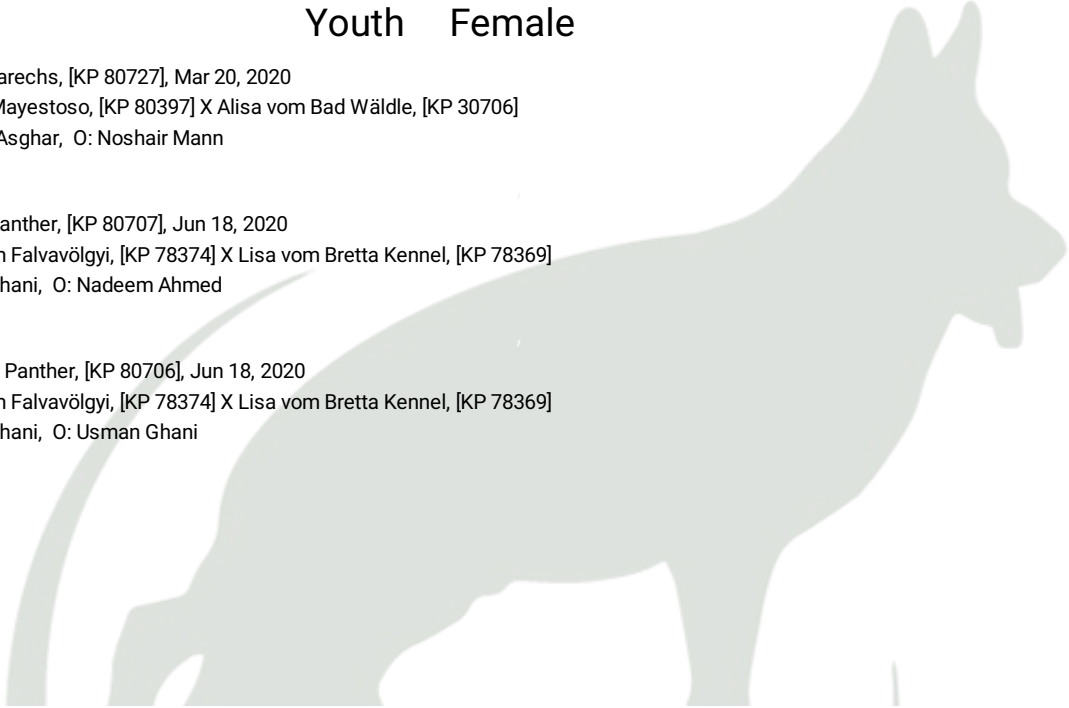 Youth Female
arechs, [KP 80727], Mar 20, 2020
Mayestoso, [KP 80397] X Alisa vom Bad Wäldle, [KP 30706]
Asghar, O: Noshair Mann
anther, [KP 80707], Jun 18, 2020
n Falvavölgyi, [KP 78374] X Lisa vom Bretta Kennel, [KP 78369]
hani, O: Nadeem Ahmed
Panther, [KP 80706], Jun 18, 2020
n Falvavölgyi, [KP 78374] X Lisa vom Bretta Kennel, [KP 78369]
hani, O: Usman Ghani